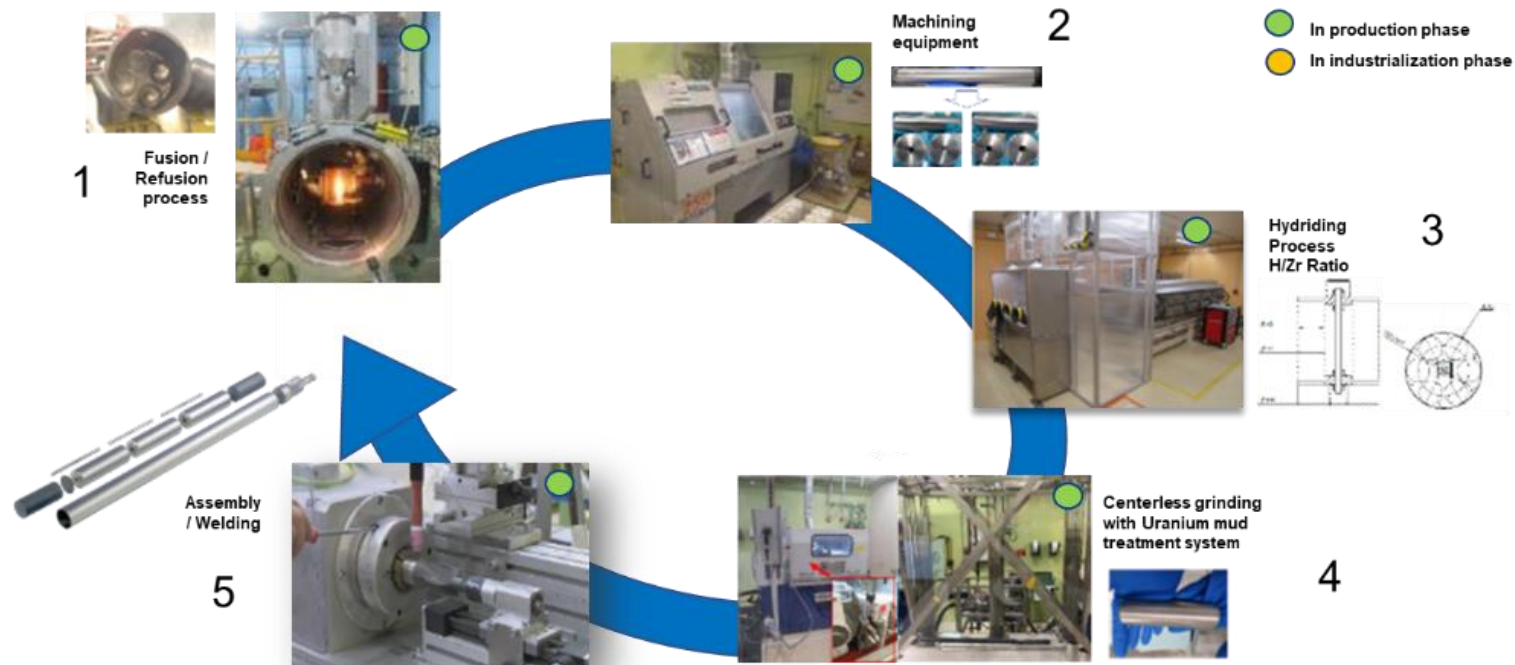 Machining
equipment
2
In production phase
In industrialization phase
1
Fusion /
Refusion
process
Hydriding
Process
H/Zr Ratio
3
Assembly
/ Welding
5
Centerless grinding
with Uranium mud
treatment system
4